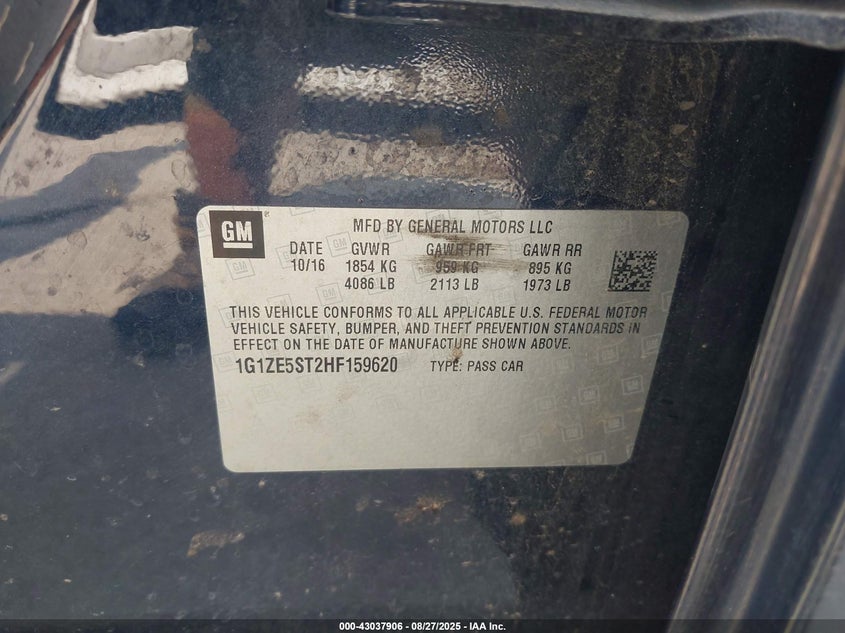 GM
MFD BY GENERAL MOTORS LLC
DATE GVWR GAWR FRT GAWR RR
10/16 1854 KG 959 KG 895 KG
4086 LB 2113 LB 1973 LB
THIS VEHICLE CONFORMS TO ALL APPLICABLE U.S. FEDERAL MOTOR
VEHICLE SAFETY, BUMPER, AND THEFT PREVENTION STANDARDS IN
EFFECT ON THE DATE OF MANUFACTURE SHOWN ABOVE.
1G1ZE5ST2HF159620 TYPE: PASS CAR
000-43037906 - 08/27/2025 - IAA Inc.